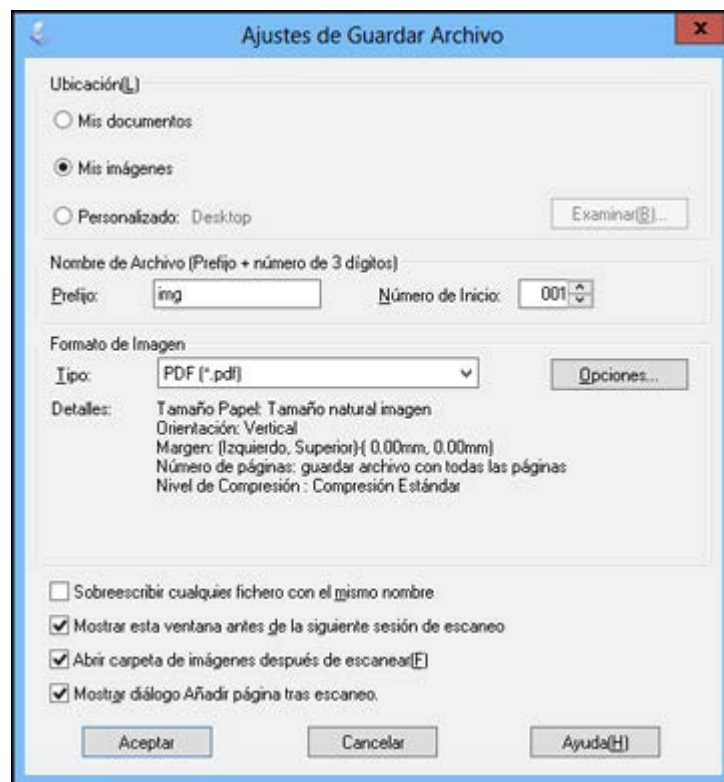 Ajustes de Guardar Archivo
x
Ubicación(L)
Mis documentos
Mis imágenes
Personalizado: Desktop Examinar(B)...
Nombre de Archivo (Prefijo + número de 3 dígitos)
Prefijo: img Número de Inicio: 001
Formato de Imagen
Tipo: PDF (*.pdf) Opciones...
Detalles: Tamaño Papel: Tamaño natural imagen
Orientación: Vertical
Margen: (Izquierdo, Superior)-( 0.00mm, 0.00mm)
Número de páginas: guardar archivo con todas las páginas
Nivel de Compresión : Compresión Estándar
Sobreescribir cualquier fichero con el mismo nombre
Mostrar esta ventana antes de la siguiente sesión de escaneo
Abrir carpeta de imágenes después de escanear(F)
Mostrar diálogo Añadir página tras escaneo.
Aceptar Cancelar Ayuda(H)